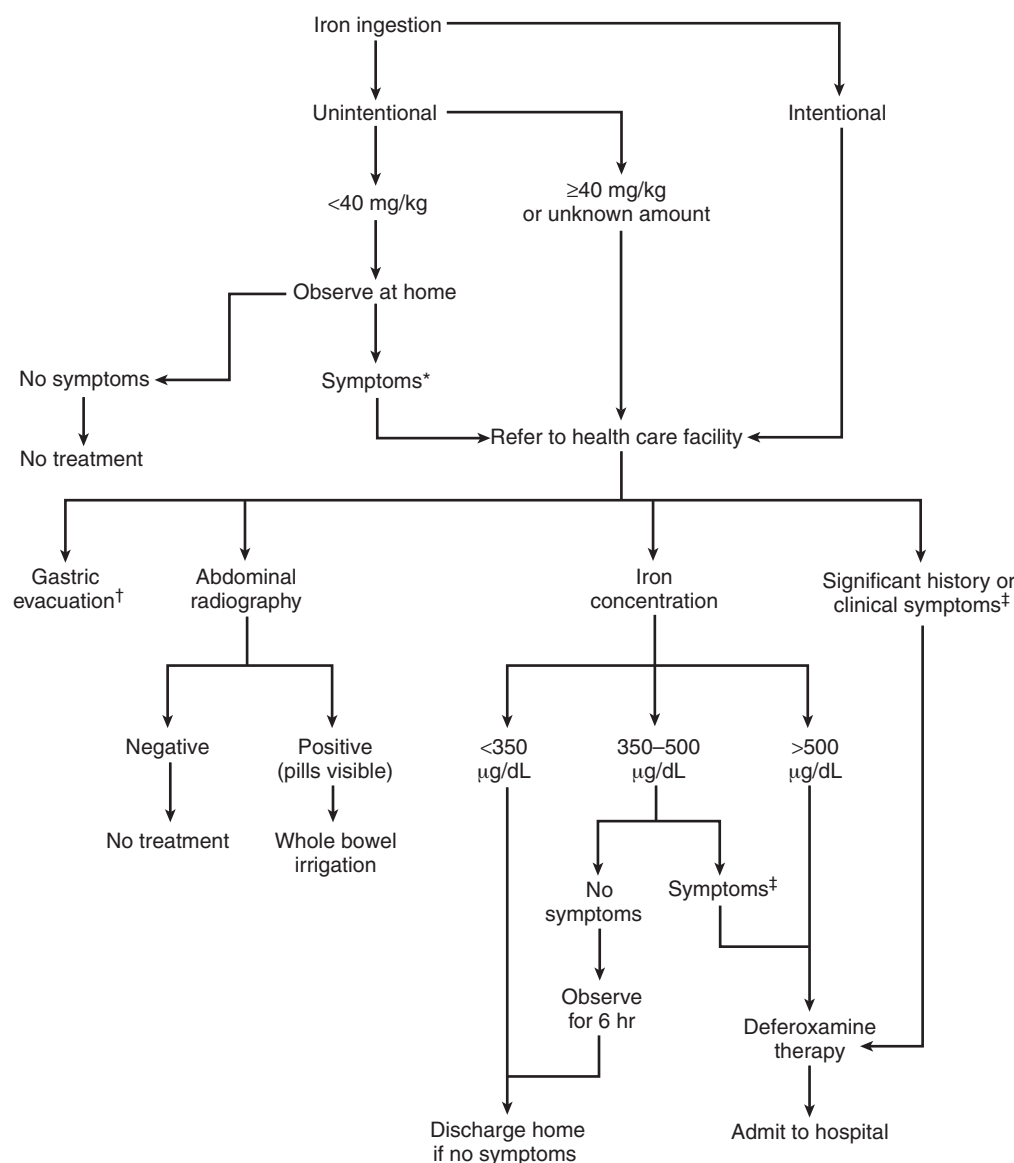 Iron ingestion
Unintentional
Intentional
<40 mg/kg
≥40 mg/kg
or unknown amount
Observe at home
No symptoms
Symptoms*
No treatment
Refer to health care facility
Gastric
evacuation†
Abdominal
radiography
Iron
concentration
Significant history or
clinical symptoms‡
Negative
Positive
(pills visible)
<350
μg/dL
350–500
μg/dL
>500
μg/dL
No treatment
Whole bowel
irrigation
No
symptoms
Symptoms‡
Observe
for 6 hr
Deferoxamine
therapy
Discharge home
if no symptoms
Admit to hospital